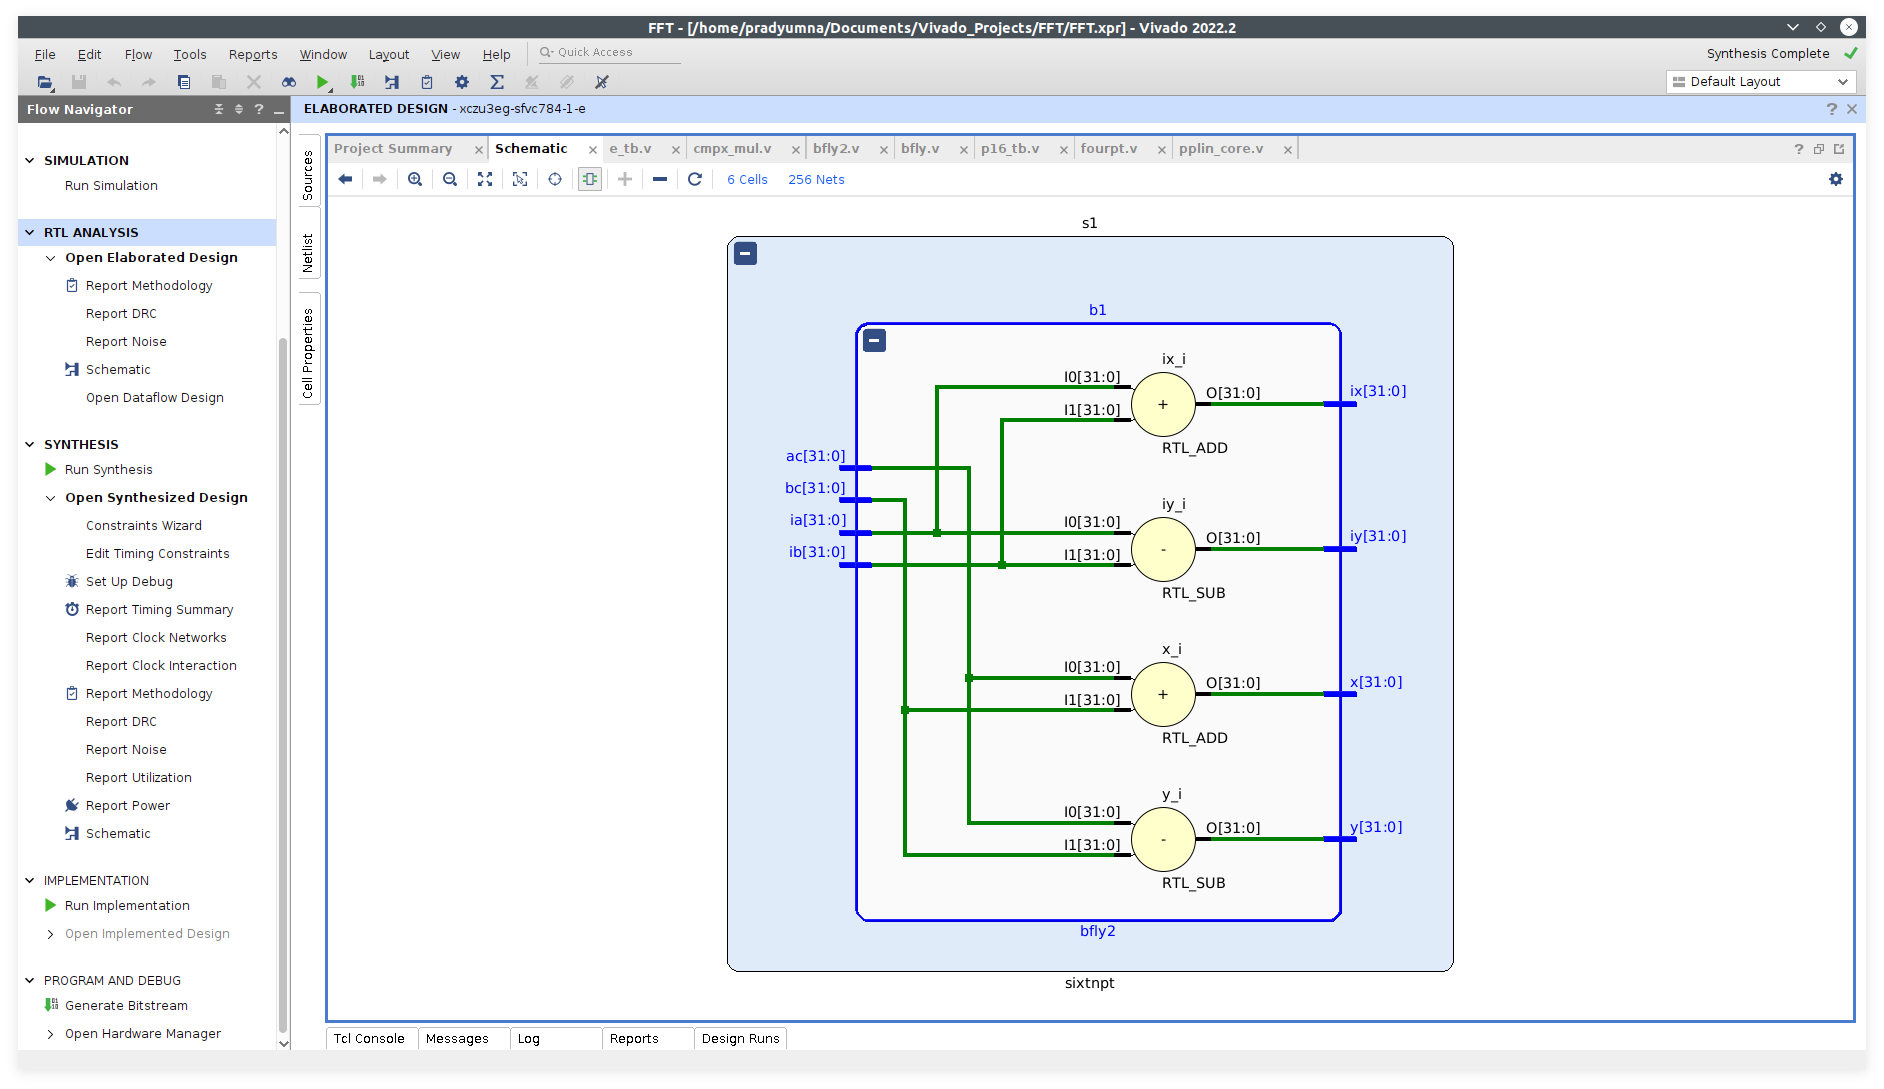 FFT - [/home/pradyumna/Documents/Vivado_Projects/FFT/FFT.xpr] - Vivado 2022.2
File Edit Flow Tools Reports Window Layout View Help Quick Access
Synthesis Complete
Default Layout
Flow Navigator
SIMULATION
Run Simulation
RTL ANALYSIS
Open Elaborated Design
Report Methodology
Report DRC
Report Noise
Schematic
Open Dataflow Design
SYNTHESIS
Run Synthesis
Open Synthesized Design
Constraints Wizard
Edit Timing Constraints
Set Up Debug
Report Timing Summary
Report Clock Networks
Report Clock Interaction
Report Methodology
Report DRC
Report Noise
Report Utilization
Report Power
Schematic
IMPLEMENTATION
Run Implementation
Open Implemented Design
PROGRAM AND DEBUG
Generate Bitstream
Open Hardware Manager
ELABORATED DESIGN - xczu3eg-sfvc784-1-e
Sources
Netlist
Cell Properties
Project Summary Schematic e_tb.v cmpx_mul.v bfly2.v bfly.v p16_tb.v fourpt.v pplin_core.v
6 Cells 256 Nets
s1
b1
ix_i
I0[31:0]
I1[31:0]
+
O[31:0]
ix[31:0]
RTL_ADD
ac[31:0]
bc[31:0]
ia[31:0]
ib[31:0]
iy_i
I0[31:0]
I1[31:0]
-
O[31:0]
iy[31:0]
RTL_SUB
x_i
I0[31:0]
I1[31:0]
+
O[31:0]
x[31:0]
RTL_ADD
y_i
I0[31:0]
I1[31:0]
-
O[31:0]
y[31:0]
RTL_SUB
bfly2
sixtnpt
Tcl Console Messages Log Reports Design Runs